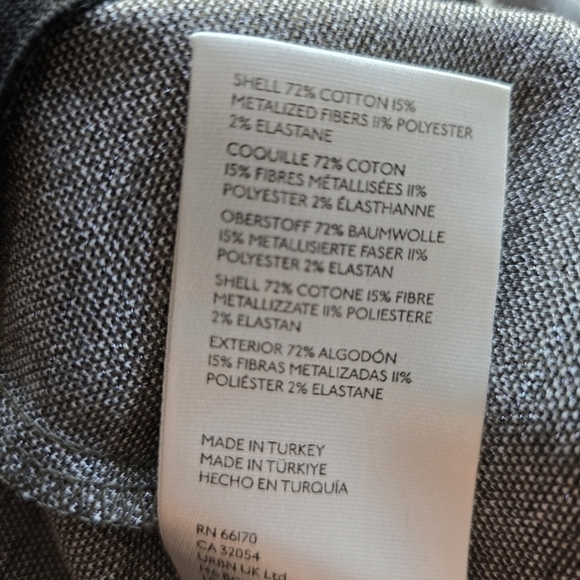 SHELL 72% COTTON 15%
METALIZED FIBERS 11% POLYESTER
2% ELASTANE
COQUILLE 72% COTON
15% FIBRES MÉTALLISÉES 11%
POLYESTER 2% ÉLASTHANNE
OBERSTOFF 72% BAUMWOLLE
15% METALLISIERTE FASER 11%
POLYESTER 2% ELASTAN
SHELL 72% COTONE 15% FIBRE
METALLIZZATE 11% POLIESTERE
2% ELASTAN
EXTERIOR 72% ALGODÓN
15% FIBRAS METALIZADAS 11%
POLIÉSTER 2% ELASTANE
MADE IN TURKEY
MADE IN TÜRKIYE
HECHO EN TURQUÍA
RN 66170
CA 32054
URBN UK Ltd